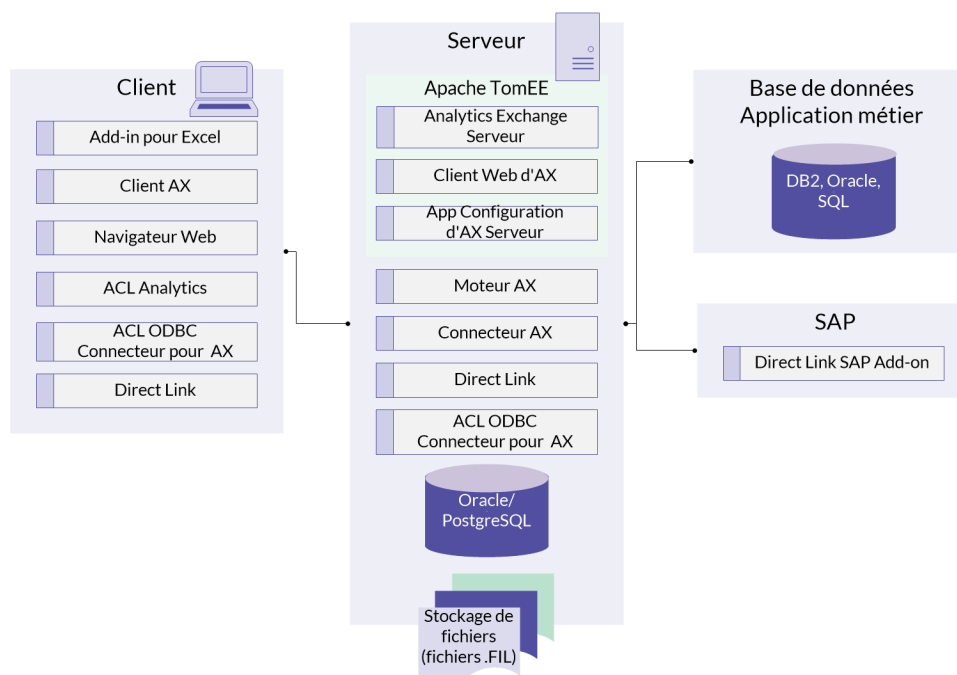 Client
Add-in pour Excel
Client AX
Navigateur Web
ACL Analytics
ACL ODBC
Connecteur pour AX
Direct Link
Serveur
Apache TomEE
Analytics Exchange
Serveur
Client Web d'AX
App Configuration
d'AX Serveur
Moteur AX
Connecteur AX
Direct Link
ACL ODBC
Connecteur pour AX
Oracle/
PostgreSQL
Stockage de
fichiers
(fichiers .FIL)
Base de données
Application métier
DB2, Oracle,
SQL
SAP
Direct Link SAP Add-on